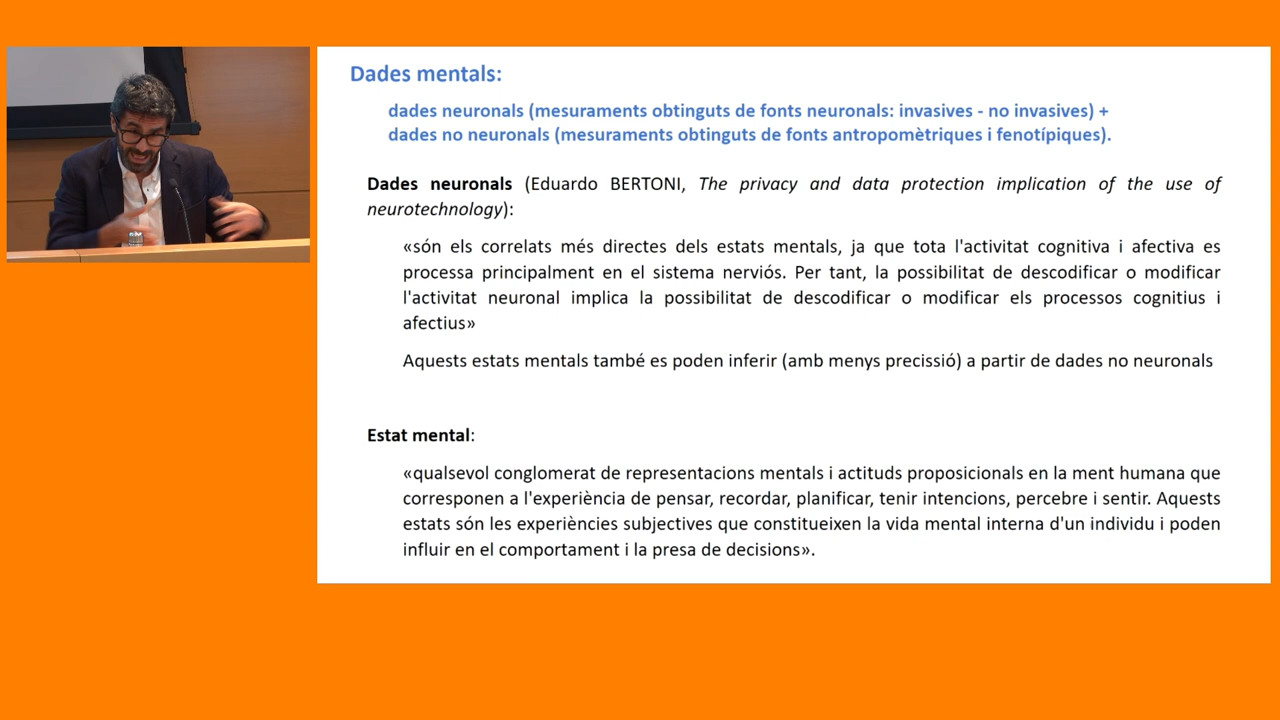 Dades mentals:
dades neuronals (mesuraments obtinguts de fonts neuronals: invasives - no invasives) +
dades no neuronals (mesuraments obtinguts de fonts antropomètriques i fenotípiques).
Dades neuronals (Eduardo BERTONI, The privacy and data protection implication of the use of
neurotechnology):
«són els correlats més directes dels estats mentals, ja que tota l'activitat cognitiva i afectiva es
processa principalment en el sistema nerviós. Per tant, la possibilitat de descodificar o modificar
l'activitat neuronal implica la possibilitat de descodificar o modificar els processos cognitius i
afectius»
Aquests estats mentals també es poden inferir (amb menys precissió) a partir de dades no neuronals
Estat mental:
«qualsevol conglomerat de representacions mentals i actituds proposicionals en la ment humana que
corresponen a l'experiència de pensar, recordar, planificar, tenir intencions, percebre i sentir. Aquests
estats són les experiències subjectives que constitueixen la vida mental interna d'un individu i poden
influir en el comportament i la presa de decisions».